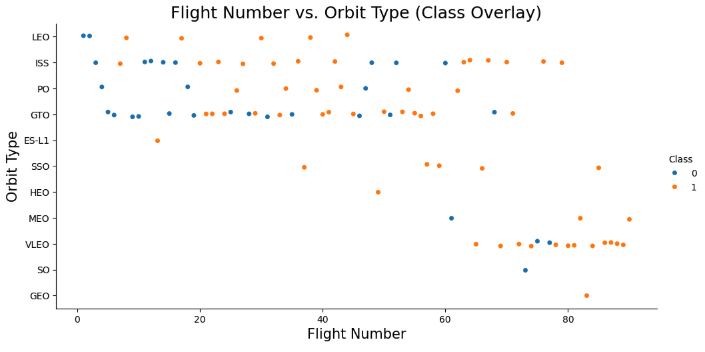 Flight Number vs. Orbit Type (Class Overlay)
Orbit Type
LEO
ISS
PO
GTO
ES-L1
SSO
HEO
MEO
VLEO
SO
GEO
0 20 40 60 80
Flight Number
Class
0
1